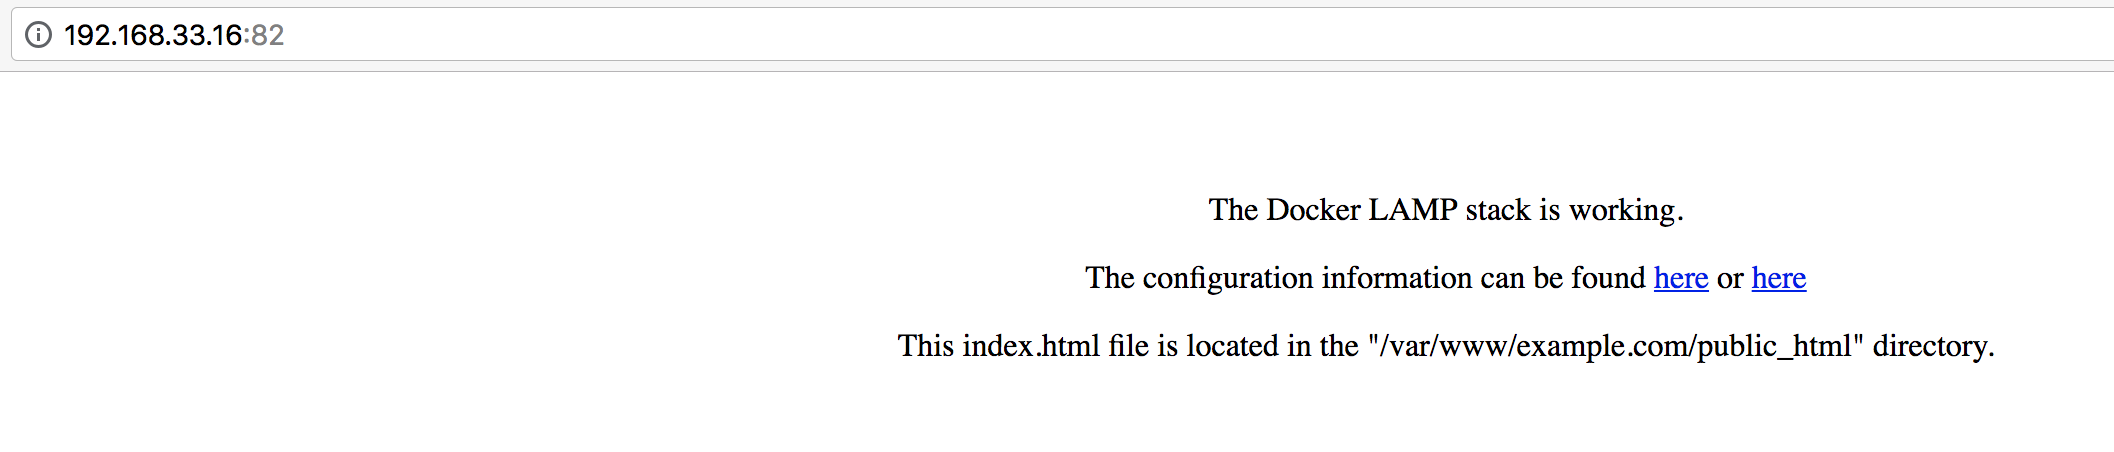 192.168.33.16:82
The Docker LAMP stack is working.
The configuration information can be found here or here
This index.html file is located in the "/var/www/example.com/public_html" directory.